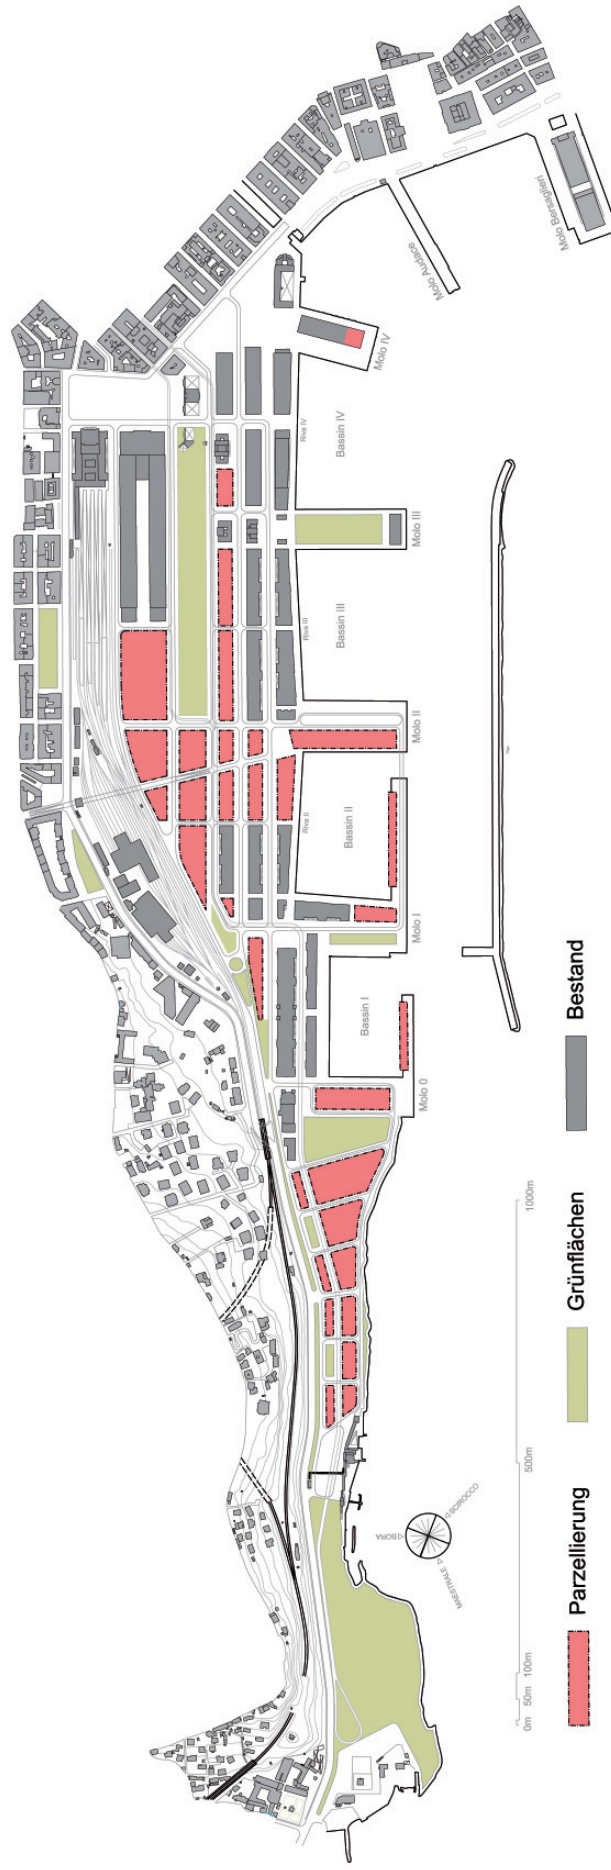 Molo Bersaglieri
Molo Audace
Molo IV
Riva IV
Bassin IV
Molo III
Riva III
Bassin III
Molo II
Riva II
Bassin II
Molo I
Bassin I
Molo 0
BORA
SCIROCCO
MAESTRALE
0m 50m 100m 500m 1000m
Parzellierung
Grünflächen
Bestand